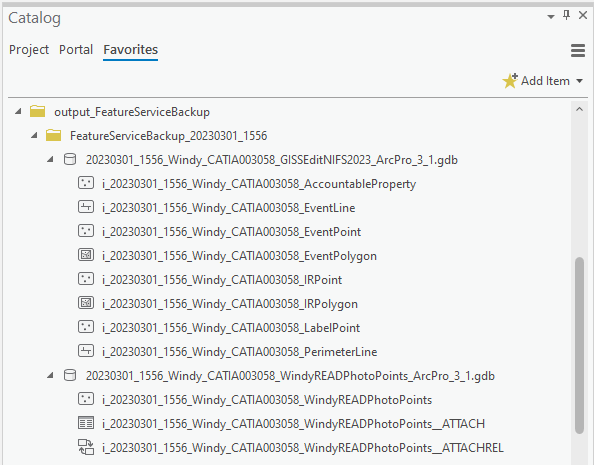 Catalog
Project Portal Favorites
Add Item
output_FeatureServiceBackup
FeatureServiceBackup_20230301_1556
20230301_1556_Windy_CATIA003058_GISSEditNIFS2023_ArcPro_3_1.gdb
i_20230301_1556_Windy_CATIA003058_AccountableProperty
i_20230301_1556_Windy_CATIA003058_EventLine
i_20230301_1556_Windy_CATIA003058_EventPoint
i_20230301_1556_Windy_CATIA003058_EventPolygon
i_20230301_1556_Windy_CATIA003058_IRPoint
i_20230301_1556_Windy_CATIA003058_IRPolygon
i_20230301_1556_Windy_CATIA003058_LabelPoint
i_20230301_1556_Windy_CATIA003058_PerimeterLine
20230301_1556_Windy_CATIA003058_WindyREADPhotoPoints_ArcPro_3_1.gdb
i_20230301_1556_Windy_CATIA003058_WindyREADPhotoPoints
i_20230301_1556_Windy_CATIA003058_WindyREADPhotoPoints__ATTACH
i_20230301_1556_Windy_CATIA003058_WindyREADPhotoPoints__ATTACHREL